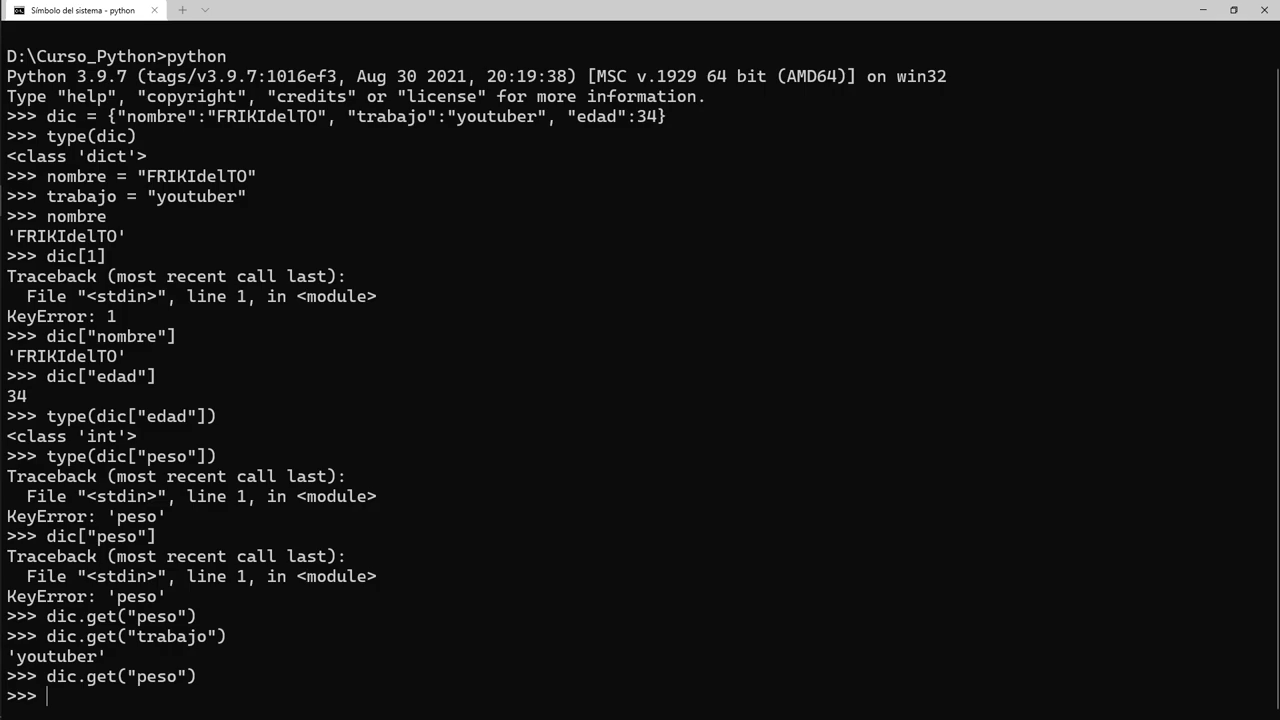 Símbolo del sistema - python
D:\Curso_Python>python
Python 3.9.7 (tags/v3.9.7:1016ef3, Aug 30 2021, 20:19:38) [MSC v.1929 64 bit (AMD64)] on win32
Type "help", "copyright", "credits" or "license" for more information.
>>> dic = {"nombre":"FRIKIdelTO", "trabajo":"youtuber", "edad":34}
>>> type(dic)
<class 'dict'>
>>> nombre = "FRIKIdelTO"
>>> trabajo = "youtuber"
>>> nombre
'FRIKIdelTO'
>>> dic[1]
Traceback (most recent call last):
  File "<stdin>", line 1, in <module>
KeyError: 1
>>> dic["nombre"]
'FRIKIdelTO'
>>> dic["edad"]
34
>>> type(dic["edad"])
<class 'int'>
>>> type(dic["peso"])
Traceback (most recent call last):
  File "<stdin>", line 1, in <module>
KeyError: 'peso'
>>> dic["peso"]
Traceback (most recent call last):
  File "<stdin>", line 1, in <module>
KeyError: 'peso'
>>> dic.get("peso")
>>> dic.get("trabajo")
'youtuber'
>>> dic.get("peso")
>>>